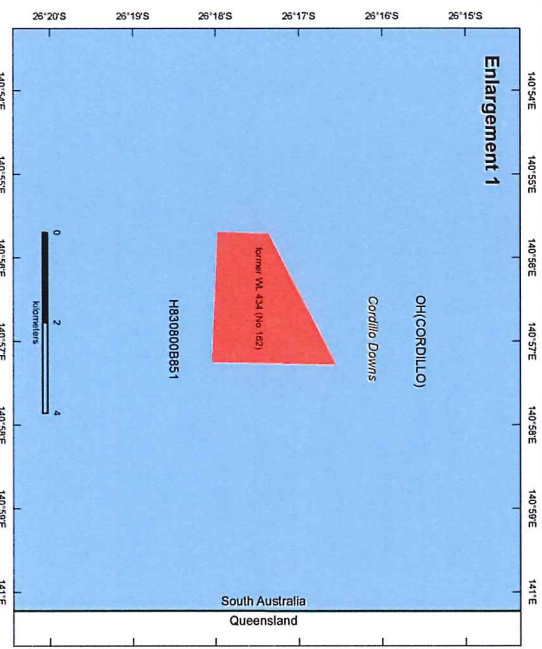 Enlargement 1
140°54'E
140°55'E
140°56'E
140°57'E
140°58'E
140°59'E
141°E
26°15'S
26°16'S
26°17'S
26°18'S
26°19'S
26°20'S
OH(CORDILLO)
Cordillo Downs
former WL 434 (No 162)
H830800B851
0
2
4
kilometers
South Australia
Queensland
140°54'E
140°55'E
140°56'E
140°57'E
140°58'E
140°59'E
141°E